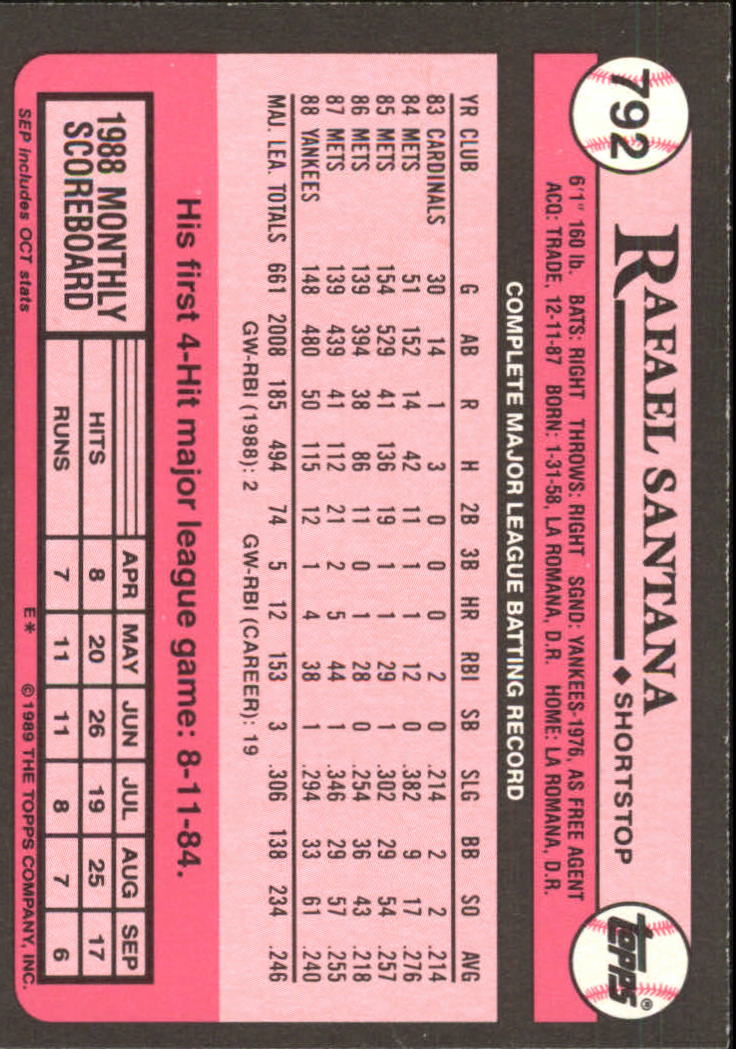 792
RAFAEL SANTANA ♦ SHORTSTOP
topps®
6'1" 160 lb. BATS: RIGHT THROWS: RIGHT SGND: YANKEES-1976, AS FREE AGENT
ACQ: TRADE, 12-11-87 BORN: 1-31-58, LA ROMANA, D.R. HOME: LA ROMANA, D.R.
COMPLETE MAJOR LEAGUE BATTING RECORD
YR CLUB G AB R H 2B 3B HR RBI SB SLG BB SO AVG
83 CARDINALS 30 14 1 3 0 0 0 2 0 .214 2 2 .214
84 METS 51 152 14 42 11 1 1 12 0 .382 9 17 .276
85 METS 154 529 41 136 19 1 1 29 1 .302 29 54 .257
86 METS 139 394 38 86 11 0 1 28 0 .254 36 43 .218
87 METS 139 439 41 112 21 2 5 44 1 .346 29 57 .255
88 YANKEES 148 480 50 115 12 1 4 38 1 .294 33 61 .240
MAJ. LEA. TOTALS 661 2008 185 494 74 5 12 153 3 .306 138 234 .246
GW-RBI (1988): 2 GW-RBI (CAREER): 19
His first 4-Hit major league game: 8-11-84.
1988 MONTHLY
SCOREBOARD
APR MAY JUN JUL AUG SEP
HITS 8 20 26 19 25 17
RUNS 7 11 11 8 7 6
SEP includes OCT stats E* ©1989 THE TOPPS COMPANY, INC.